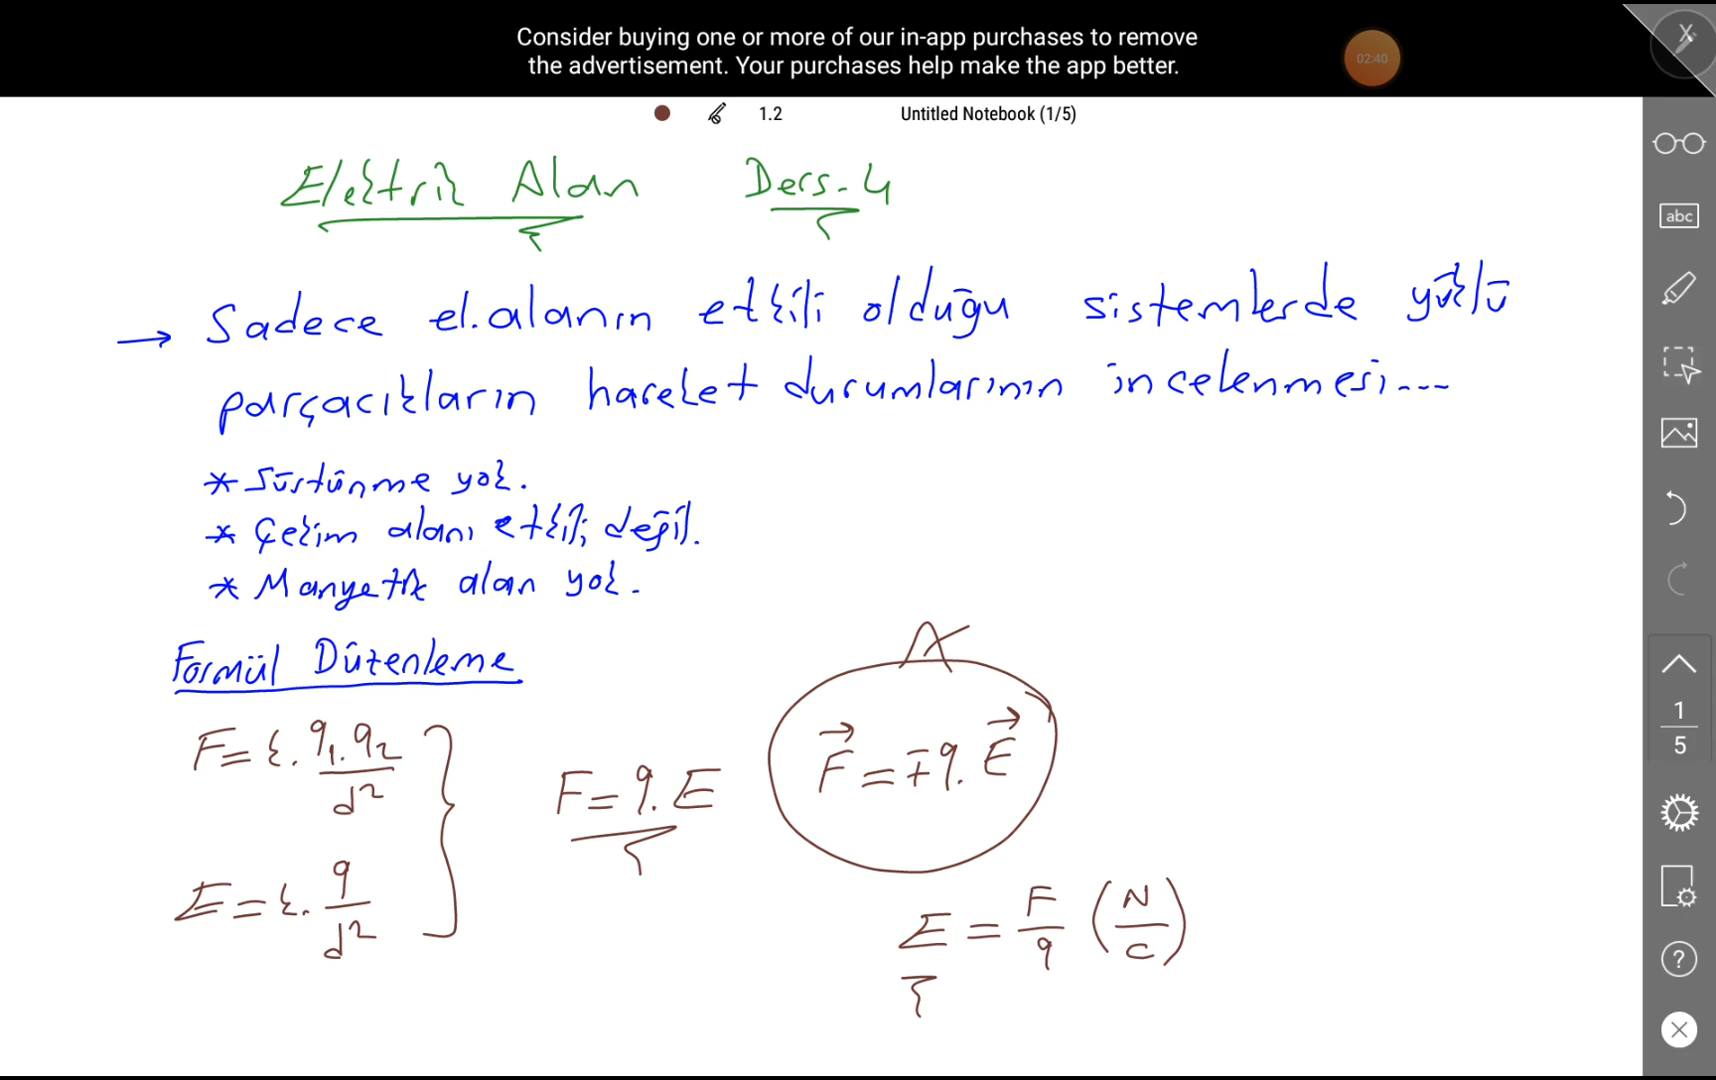 Consider buying one or more of our in-app purchases to remove
the advertisement. Your purchases help make the app better.
02:40
X
1.2 Untitled Notebook (1/5)
abc
Elektrik Alan Ders-4
→ Sadece el.alanın etkili olduğu sistemlerde yüklü
parçacıkların hareket durumlarının incelenmesi---
* Sürtünme yok.
* Çekim alanı etkili değil.
* Manyetik alan yok.
Formül Düzenleme
F = k. q1.q2 / d²
E = k. q / d²
F = q.E
A
F⃗ = ∓q.E⃗
E = F/q (N/C)
1
5
?